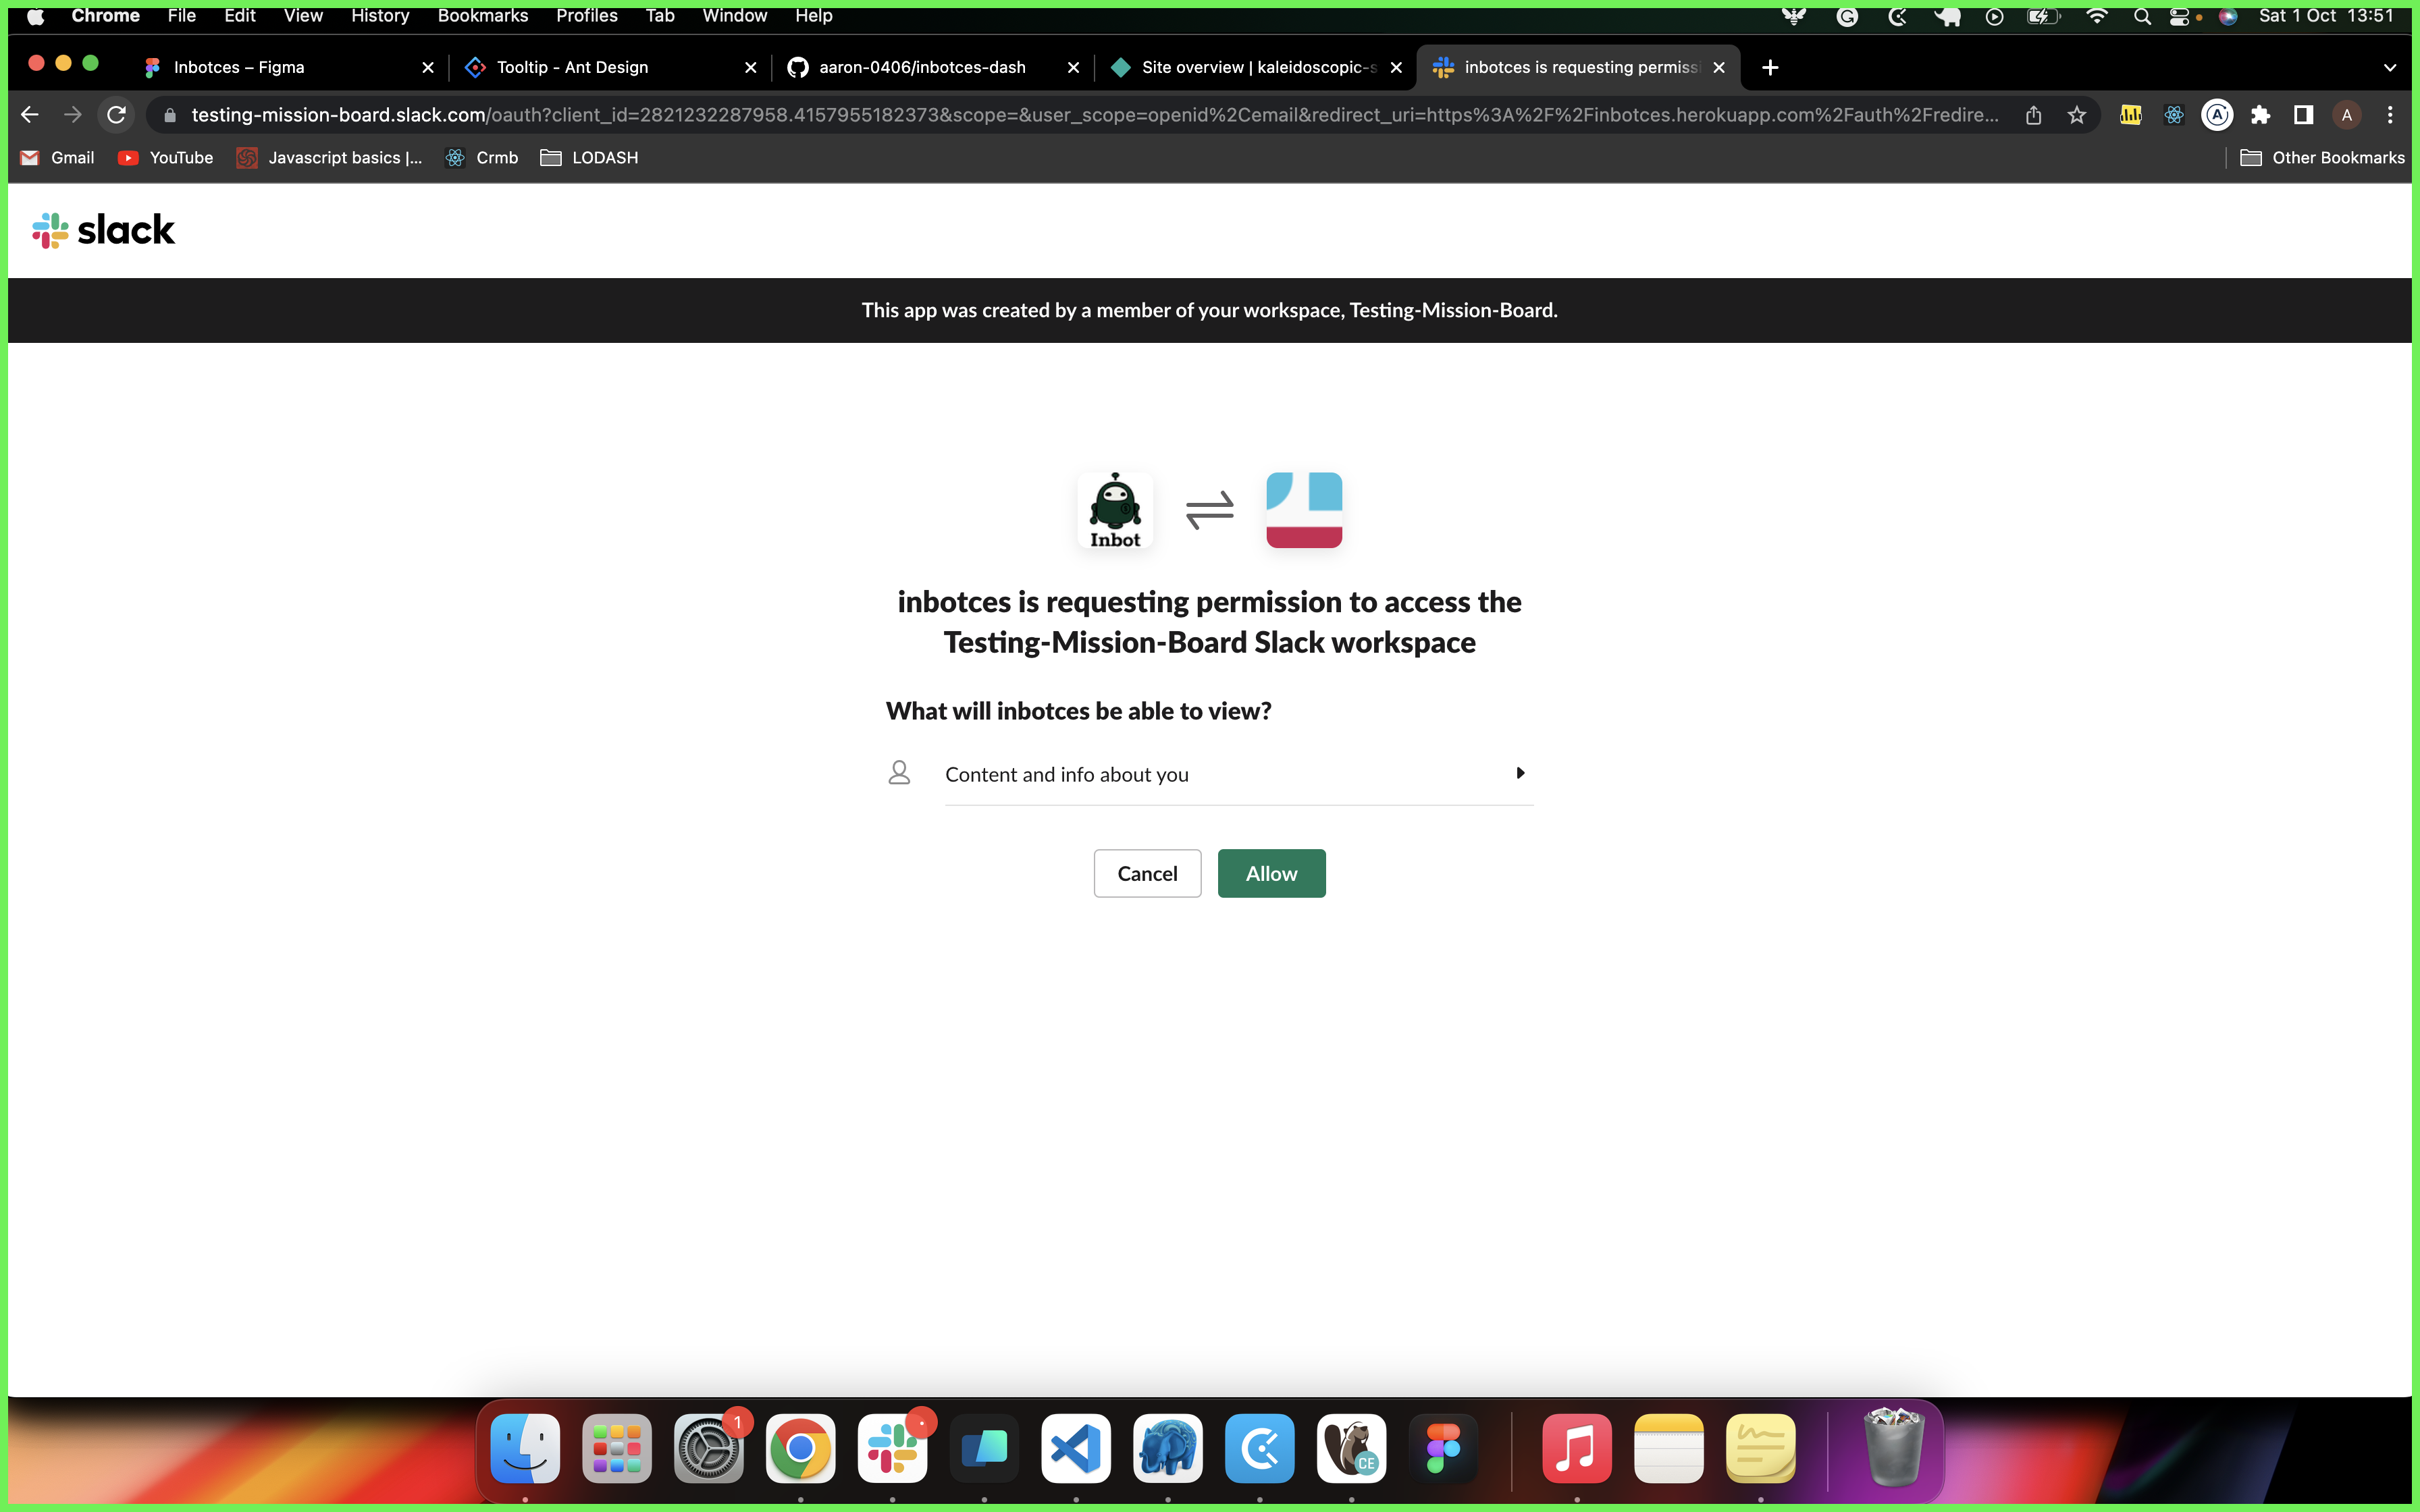 Chrome File Edit View History Bookmarks Profiles Tab Window Help Sat 1 Oct 13:51
Inbotces – Figma
Tooltip - Ant Design
aaron-0406/inbotces-dash
Site overview | kaleidoscopic-s
inbotces is requesting permiss
testing-mission-board.slack.com/oauth?client_id=2821232287958.4157955182373&scope=&user_scope=openid%2Cemail&redirect_uri=https%3A%2F%2Finbotces.herokuapp.com%2Fauth%2Fredire...
A
A
Gmail YouTube Javascript basics |... Crmb LODASH Other Bookmarks
slack
This app was created by a member of your workspace, Testing-Mission-Board.
Inbot
inbotces is requesting permission to access the
Testing-Mission-Board Slack workspace
What will inbotces be able to view?
Content and info about you
Cancel Allow
1
CE